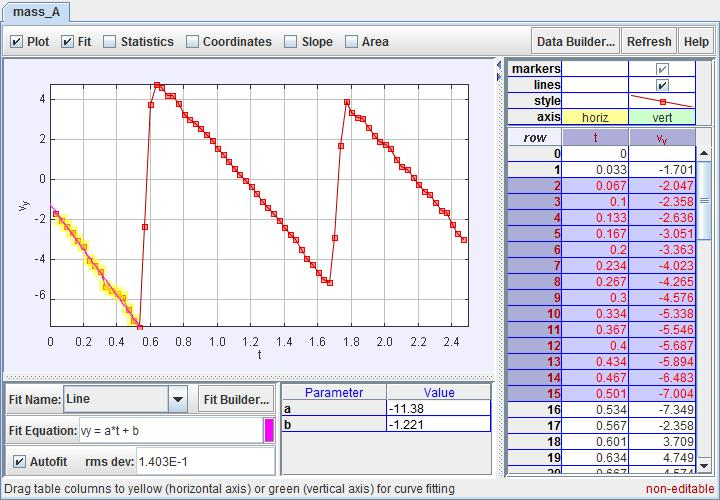 mass_A
Plot Fit Statistics Coordinates Slope Area Data Builder... Refresh Help
markers
lines
style
axis horiz vert
row t vy
0 0
1 0.033 -1.701
2 0.067 -2.047
3 0.1 -2.358
4 0.133 -2.636
5 0.167 -3.051
6 0.2 -3.363
7 0.234 -4.023
8 0.267 -4.265
9 0.3 -4.576
10 0.334 -5.338
11 0.367 -5.546
12 0.4 -5.687
13 0.434 -5.894
14 0.467 -6.483
15 0.501 -7.004
16 0.534 -7.349
17 0.567 -2.358
18 0.601 3.709
19 0.634 4.749
20 0.667 4.574
4
2
0
-2
-4
-6
vy
0 0.2 0.4 0.6 0.8 1.0 1.2 1.4 1.6 1.8 2.0 2.2 2.4
t
Fit Name: Line Fit Builder...
Fit Equation: vy = a*t + b
Autofit rms dev: 1.403E-1
Parameter Value
a -11.38
b -1.221
Drag table columns to yellow (horizontal axis) or green (vertical axis) for curve fitting non-editable